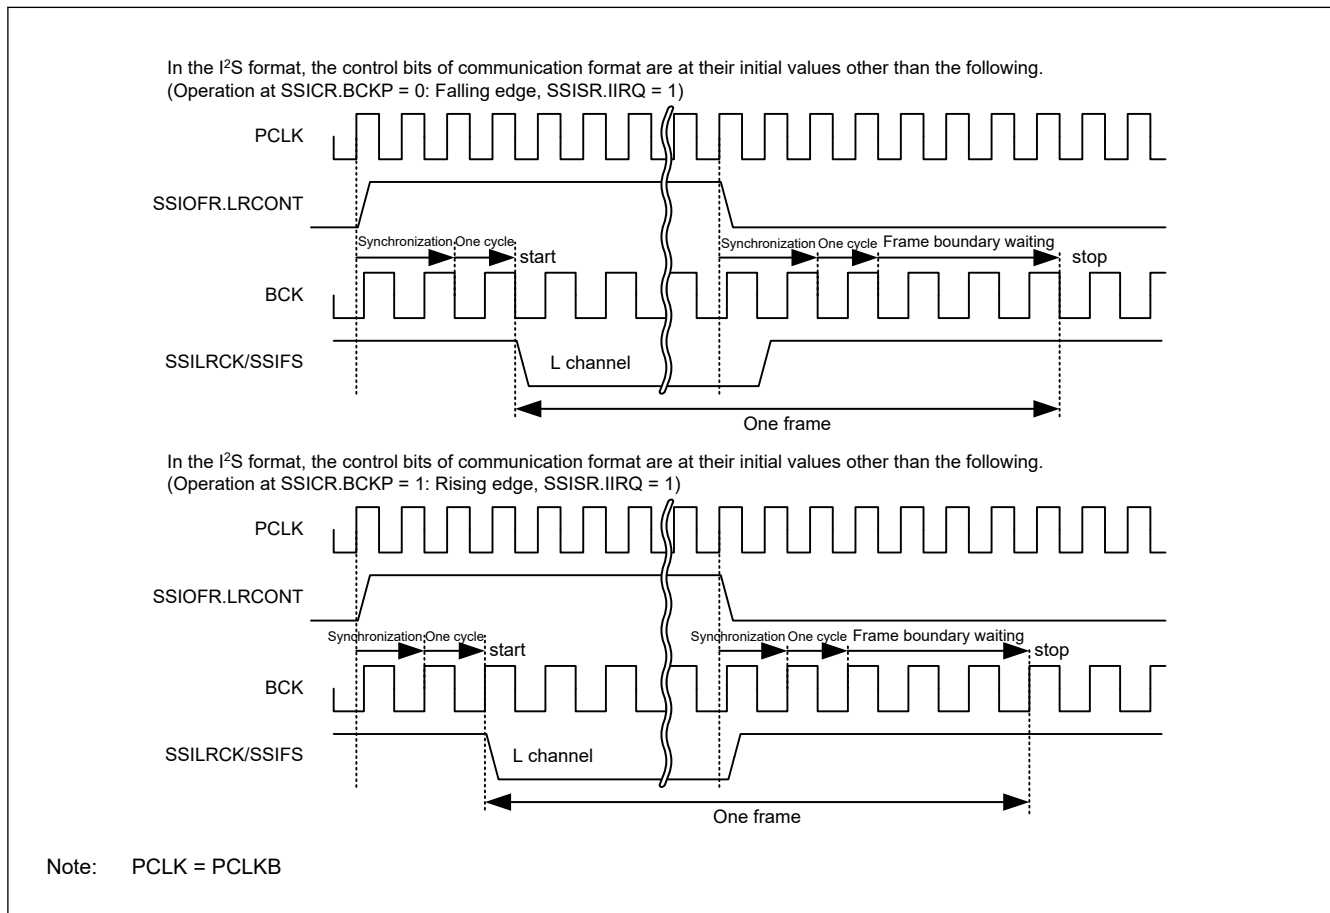 In the I²S format, the control bits of communication format are at their initial values other than the following.
(Operation at SSICR.BCKP = 0: Falling edge, SSISR.IIRQ = 1)
PCLK
SSIOFR.LRCONT
Synchronization One cycle start Synchronization One cycle Frame boundary waiting stop
BCK
SSILRCK/SSIFS L channel
One frame
In the I²S format, the control bits of communication format are at their initial values other than the following.
(Operation at SSICR.BCKP = 1: Rising edge, SSISR.IIRQ = 1)
PCLK
SSIOFR.LRCONT
Synchronization One cycle start Synchronization One cycle Frame boundary waiting stop
BCK
SSILRCK/SSIFS L channel
One frame
Note: PCLK = PCLKB